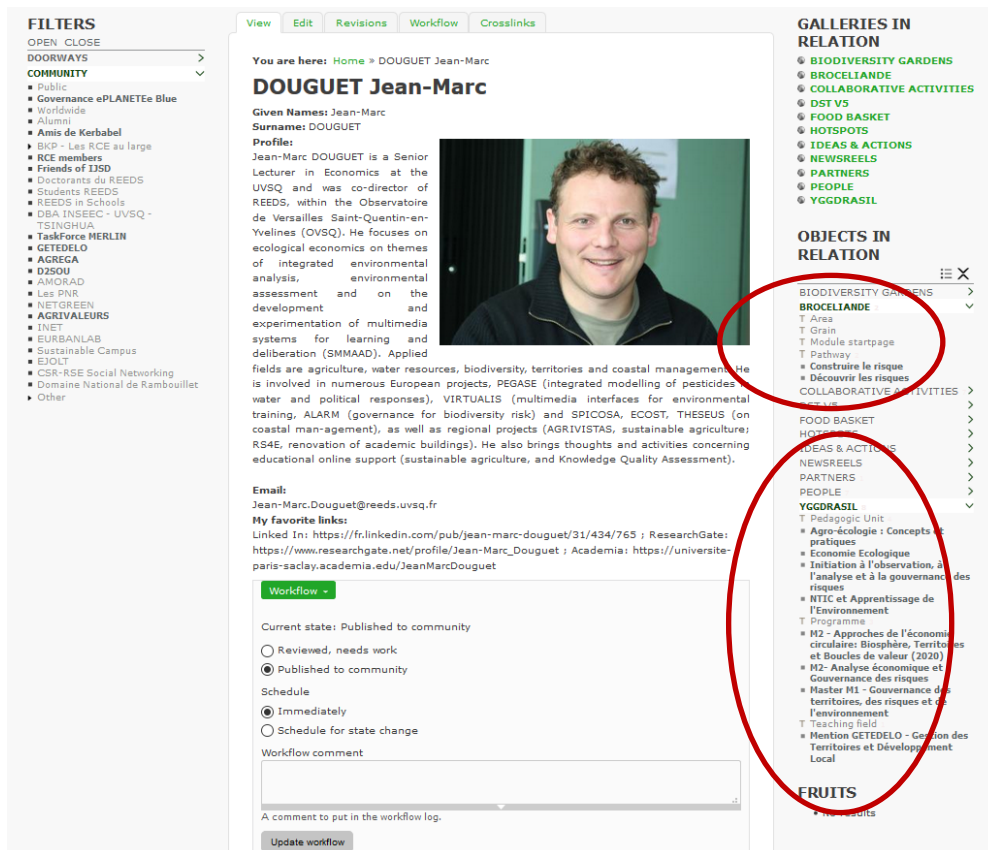 FILTERS
OPEN CLOSE
DOORWAYS
COMMUNITY
Public
Governance ePLANETEe Blue
Worldwide
Alumni
Amis de Kerbabel
BKP - Les RCE au large
RCE members
Friends of IJSD
Doctorants du REEDS
Students REEDS
REEDS in Schools
DBA INSEEC - UVSQ -
TSINGHUA
TaskForce MERLIN
GETEDELO
AGREGA
D2SOU
AMORAD
Les PNR
NETGREEN
AGRIVALEURS
INET
EURBANLAB
Sustainable Campus
EJOLT
CSR-RSE Social Networking
Domaine National de Rambouillet
Other
View
Edit
Revisions
Workflow
Crosslinks
You are here: Home » DOUGUET Jean-Marc
DOUGUET Jean-Marc
Given Names: Jean-Marc
Surname: DOUGUET
Profile:
Jean-Marc DOUGUET is a Senior
Lecturer in Economics at the
UVSQ and was co-director of
REEDS, within the Observatoire
de Versailles Saint-Quentin-en-
Yvelines (OVSQ). He focuses on
ecological economics on themes
of integrated environmental
analysis, environmental
assessment and on the
development and
experimentation of multimedia
systems for learning and
deliberation (SMMAAD). Applied
fields are agriculture, water resources, biodiversity, territories and coastal management. He
is involved in numerous European projects, PEGASE (integrated modelling of pesticides in
water and political responses), VIRTUALIS (multimedia interfaces for environmental
training, ALARM (governance for biodiversity risk) and SPICOSA, ECOST, THESEUS (on
coastal man-agement), as well as regional projects (AGRIVISTAS, sustainable agriculture;
RS4E, renovation of academic buildings). He also brings thoughts and activities concerning
educational online support (sustainable agriculture, and Knowledge Quality Assessment).
Email:
Jean-Marc.Douguet@reeds.uvsq.fr
My favorite links:
Linked In: https://fr.linkedin.com/pub/jean-marc-douguet/31/434/765 ; ResearchGate:
https://www.researchgate.net/profile/Jean-Marc_Douguet ; Academia: https://universite-
paris-saclay.academia.edu/JeanMarcDouguet
Workflow
Current state: Published to community
Reviewed, needs work
Published to community
Schedule
Immediately
Schedule for state change
Workflow comment
A comment to put in the workflow log.
Update workflow
GALLERIES IN
RELATION
BIODIVERSITY GARDENS
BROCELIANDE
COLLABORATIVE ACTIVITIES
DST V5
FOOD BASKET
HOTSPOTS
IDEAS & ACTIONS
NEWSREELS
PARTNERS
PEOPLE
YGGDRASIL
OBJECTS IN
RELATION
BIODIVERSITY GARDENS
BROCELIANDE
T Area
T Grain
T Module startpage
T Pathway
Construire le risque
Découvrir les risques
COLLABORATIVE ACTIVITIES
DST V5
FOOD BASKET
HOTSPOTS
IDEAS & ACTIONS
NEWSREELS
PARTNERS
PEOPLE
YGGDRASIL
T Pedagogic Unit
Agro-écologie : Concepts et
pratiques
Economie Ecologique
Initiation à l'observation, à
l'analyse et à la gouvernance des
risques
NTIC et Apprentissage de
l'Environnement
T Programme
M2 - Approches de l'économie
circulaire: Biosphère, Territoires
et Boucles de valeur (2020)
M2- Analyse économique et
Gouvernance des risques
Master M1 - Gouvernance des
territoires, des risques et de
l'environnement
T Teaching field
Mention GETEDELO - Gestion des
Territoires et Développement
Local
FRUITS
No results